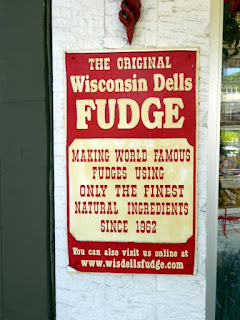 THE ORIGINAL
Wisconsin Dells
FUDGE
MAKING WORLD FAMOUS
FUDGES USING
ONLY THE FINEST
NATURAL INGREDIENTS
SINCE 1962
You can also visit us online at
www.wisdellsfudge.com